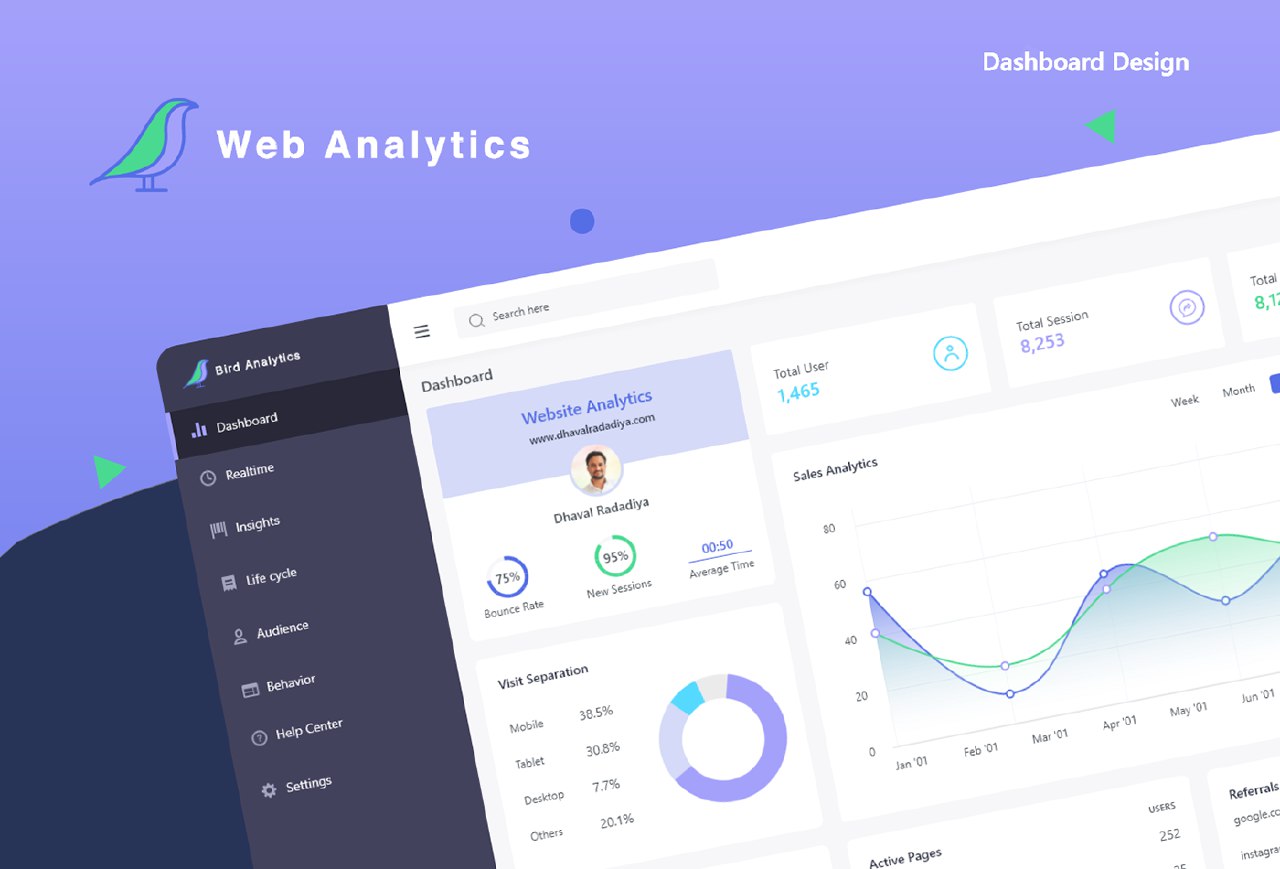 Dashboard Design
Web Analytics
Bird Analytics
Dashboard
Realtime
Insights
Life cycle
Audience
Behavior
Help Center
Settings
Search here
Dashboard
Website Analytics
www.dhavalradadiya.com
Dhaval Radadiya
75%
Bounce Rate
95%
New Sessions
00:50
Average Time
Total User
1,465
Total Session
8,253
Total
Sales Analytics
Week Month
80
60
40
20
0
Jan '01 Feb '01 Mar '01 Apr '01 May '01 Jun '01
Visit Separation
Mobile 38.5%
Tablet 30.8%
Desktop 7.7%
Others 20.1%
Active Pages
USERS
252
Referrals
google.co
instagra